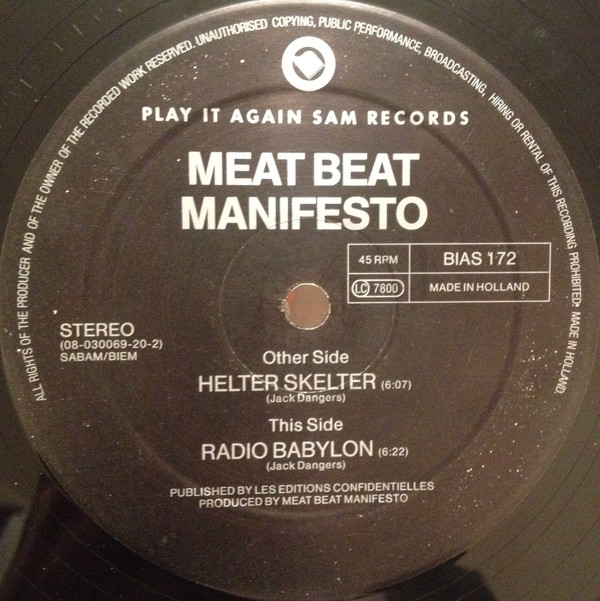 ALL RIGHTS OF THE PRODUCER AND OF THE OWNER OF THE RECORDED WORK RESERVED. UNAUTHORISED COPYING, PUBLIC PERFORMANCE, BROADCASTING, HIRING OR RENTAL OF THIS RECORDING PROHIBITED. MADE IN HOLLAND.
PLAY IT AGAIN SAM RECORDS
MEAT BEAT
MANIFESTO
45 RPM BIAS 172
LC 7800 MADE IN HOLLAND
STEREO
(08-030069-20-2)
SABAM/BIEM
Other Side
HELTER SKELTER (6:07)
(Jack Dangers)
This Side
RADIO BABYLON (6:22)
(Jack Dangers)
PUBLISHED BY LES EDITIONS CONFIDENTIELLES
PRODUCED BY MEAT BEAT MANIFESTO